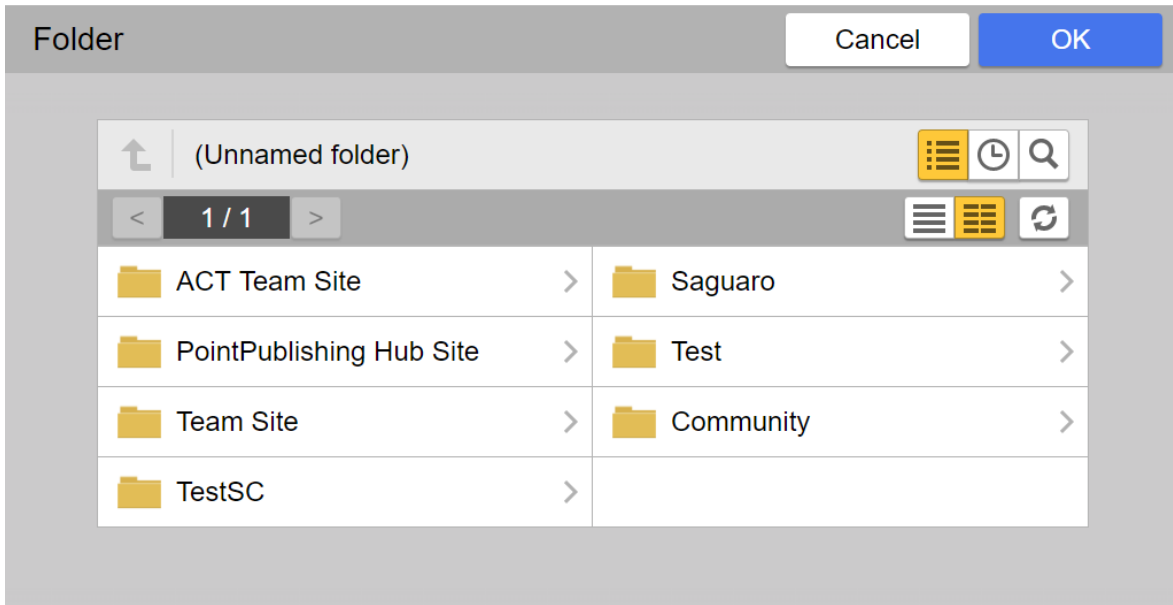 Folder
Cancel
OK
(Unnamed folder)
<
1 / 1
>
ACT Team Site
Saguaro
PointPublishing Hub Site
Test
Team Site
Community
TestSC